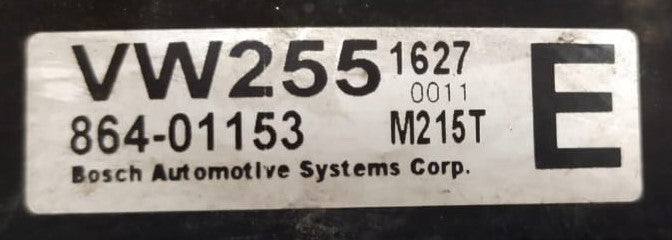 VW255 1627 E
0011
864-01153 M215T
Bosch Automotive Systems Corp.